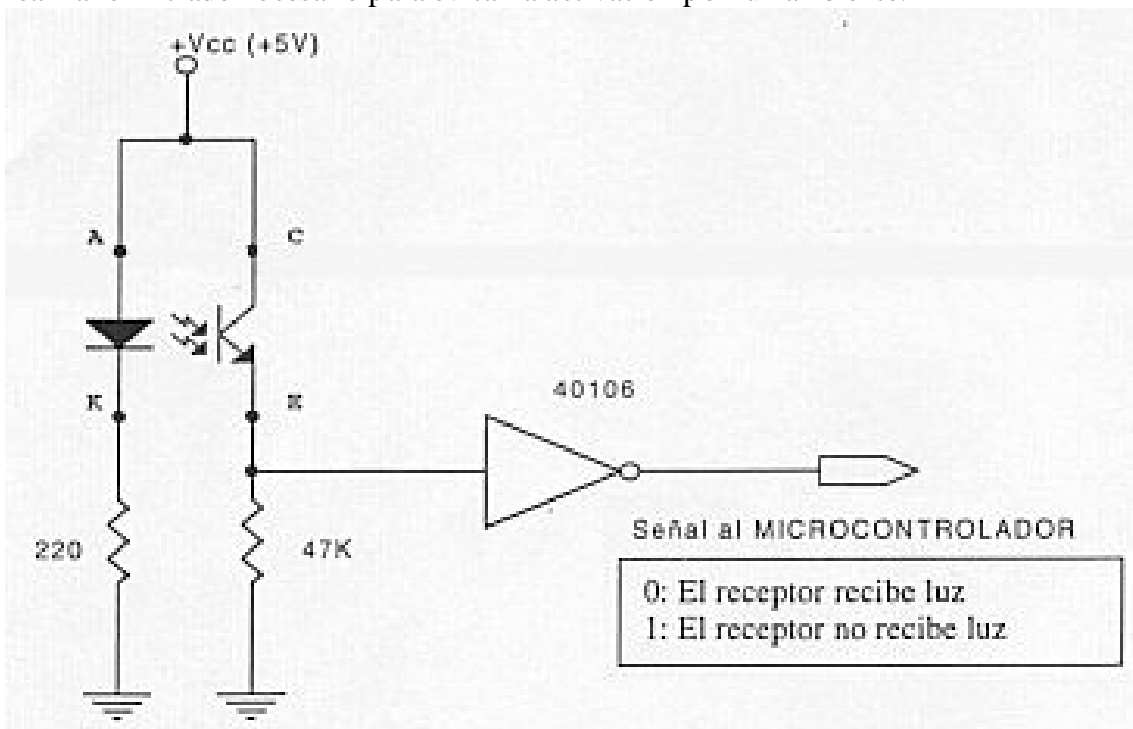 +Vcc (+5V)
A
C
K
E
40106
220
47K
Señal al MICROCONTROLADOR
0: El receptor recibe luz
1: El receptor no recibe luz